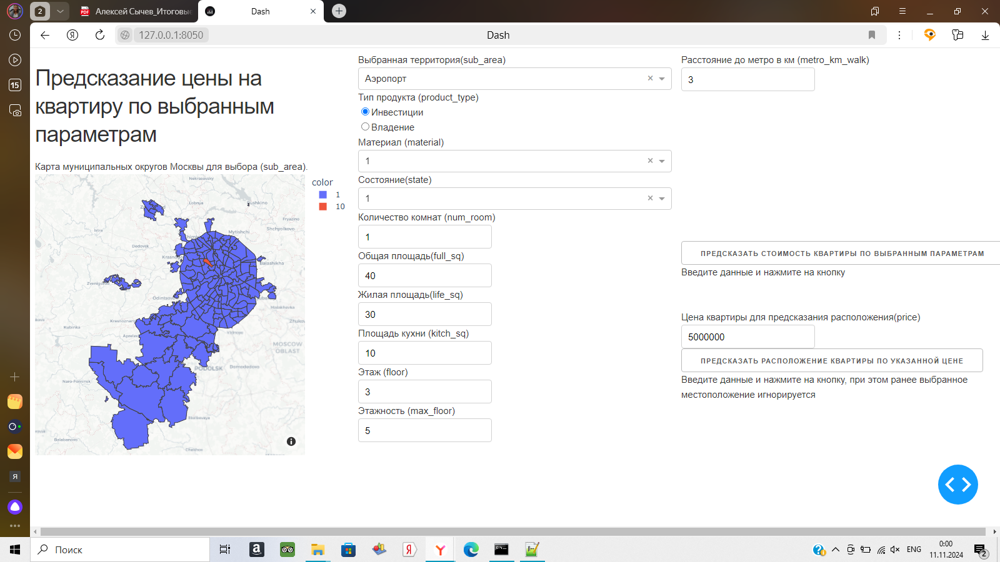 2
Алексей Сычев_Итоговые
Dash
127.0.0.1:8050
Dash
15
Я
Предсказание цены на
квартиру по выбранным
параметрам
Карта муниципальных округов Москвы для выбора (sub_area).
Nekrasovsky
Lobnya
Pushkino
Fryazino
Shchyolkovo
Istra
Mytishchi
Dedovsk
Balashikha
Zvenigorod
Odintsovo
Malakhovka
Krasnoznam
Kubinka
Aprelev
Vidnoje
MOSCOW
OBLAST
Domodedovo
PODOLSK
Naro-Fominsk
Stolbovaya
Balabanovo
Chekhov
color
1
10
Выбранная территория(sub_area)
Аэропорт
Тип продукта (product_type)
Инвестиции
Владение
Материал (material)
1
Состояние(state)
1
Количество комнат (num_room)
1
Общая площадь(full_sq)
40
Жилая площадь(life_sq)
30
Площадь кухни (kitch_sq)
10
Этаж (floor)
3
Этажность (max_floor)
5
Расстояние до метро в км (metro_km_walk)
3
ПРЕДСКАЗАТЬ СТОИМОСТЬ КВАРТИРЫ ПО ВЫБРАННЫМ ПАРАМЕТРАМ
Введите данные и нажмите на кнопку
Цена квартиры для предсказания расположения(price)
5000000
ПРЕДСКАЗАТЬ РАСПОЛОЖЕНИЕ КВАРТИРЫ ПО УКАЗАННОЙ ЦЕНЕ
Введите данные и нажмите на кнопку, при этом ранее выбранное
местоположение игнорируется
Поиск
ENG
0:00
11.11.2024
2